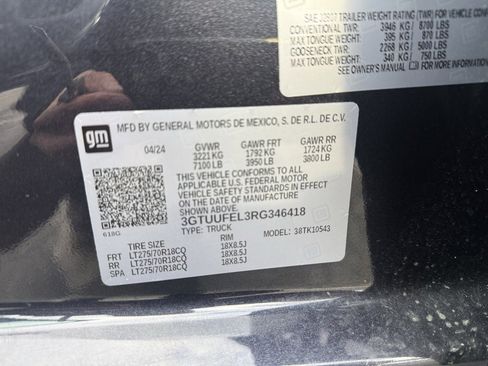 SAE J2807 TRAILER WEIGHT RATING (TWR) FOR VEHICLE CONF
CONVENTIONAL TWR: 3946 KG / 8700 LBS
MAX TONGUE WT: 395 KG / 870 LBS
GOOSENECK TWR: 2268 KG / 5000 LBS
MAX TONGUE WT: 340 KG / 750 LBS
SEE OWNER'S MANUAL FOR MORE INFORMATION
gm
MFD BY GENERAL MOTORS DE MEXICO, S. DE R.L. DE C.V.
04/24 GVWR GAWR FRT GAWR RR
3221 KG 1792 KG 1724 KG
7100 LB 3950 LB 3800 LB
THIS VEHICLE CONFORMS TO ALL APPLICABLE U.S. FEDERAL
MOTOR VEHICLE SAFETY STANDARDS IN EFFECT ON THE
DATE OF MANUFACTURE SHOWN ABOVE.
3GTUUFEL3RG346418
TYPE: TRUCK MODEL: 38TK10543
618G
TIRE SIZE RIM
FRT LT275/70R18CQ 18X8.5J
RR LT275/70R18CQ 18X8.5J
SPA LT275/70R18CQ 18X8.5J